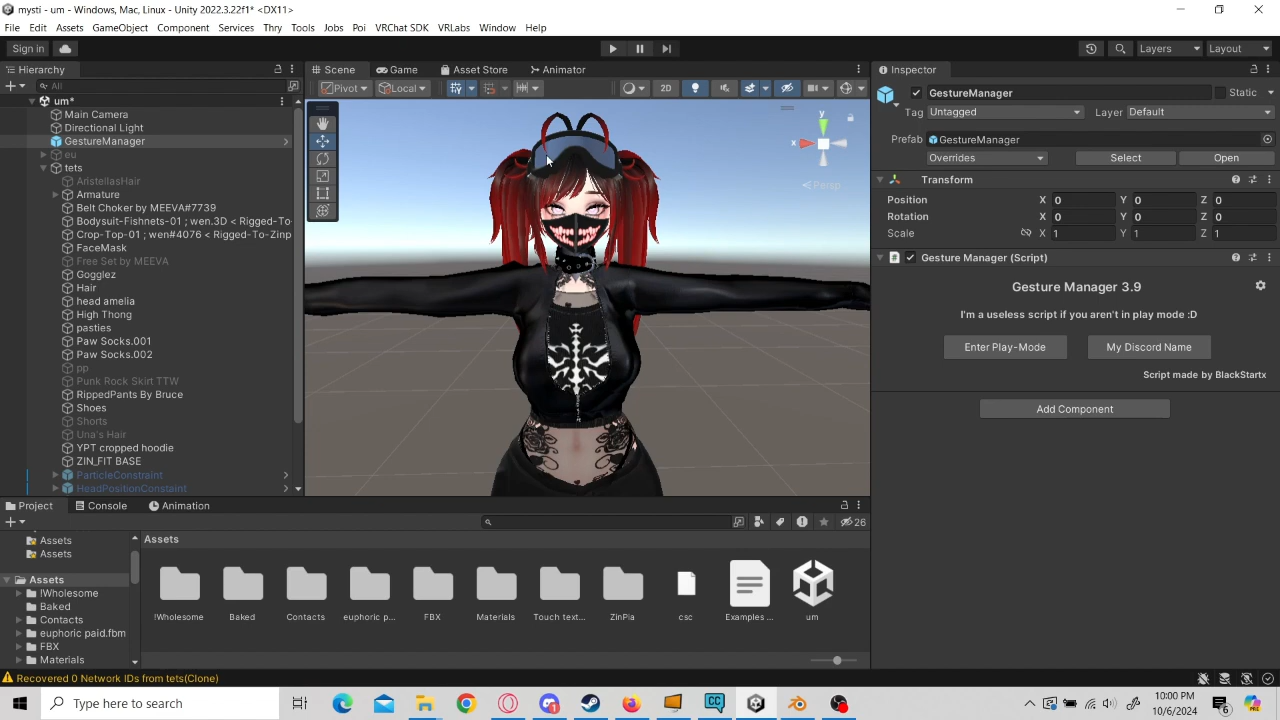 mysti - um - Windows, Mac, Linux - Unity 2022.3.22f1* <DX11>
File Edit Assets GameObject Component Services Thry Tools Jobs Poi VRChat SDK VRLabs Window Help
Sign in Layers Layout
Hierarchy Scene Game Asset Store Animator Inspector
All Pivot Local 2D
um*
Main Camera
Directional Light
GestureManager
eu
tets
AristellasHair
Armature
Belt Choker by MEEVA#7739
Bodysuit-Fishnets-01 ; wen.3D < Rigged-To
Crop-Top-01 ; wen#4076 < Rigged-To-Zinp
FaceMask
Free Set by MEEVA
Gogglez
Hair
head amelia
High Thong
pasties
Paw Socks.001
Paw Socks.002
pp
Punk Rock Skirt TTW
RippedPants By Bruce
Shoes
Shorts
Una's Hair
YPT cropped hoodie
ZIN_FIT BASE
ParticleConstraint
HeadPositionConstaint
y
x
Persp
GestureManager Static
Tag Untagged Layer Default
Prefab GestureManager
Overrides Select Open
Transform
Position X 0 Y 0 Z 0
Rotation X 0 Y 0 Z 0
Scale X 1 Y 1 Z 1
Gesture Manager (Script)
Gesture Manager 3.9
I'm a useless script if you aren't in play mode :D
Enter Play-Mode My Discord Name
Script made by BlackStartx
Add Component
Project Console Animation
26
Assets
Assets
Assets
!Wholesome
Baked
Contacts
euphoric paid.fbm
FBX
Materials
Assets
!Wholesome Baked Contacts euphoric p... FBX Materials Touch text... ZinPia csc Examples ... um
Recovered 0 Network IDs from tets(Clone)
Type here to search
10:00 PM
10/6/2024
6